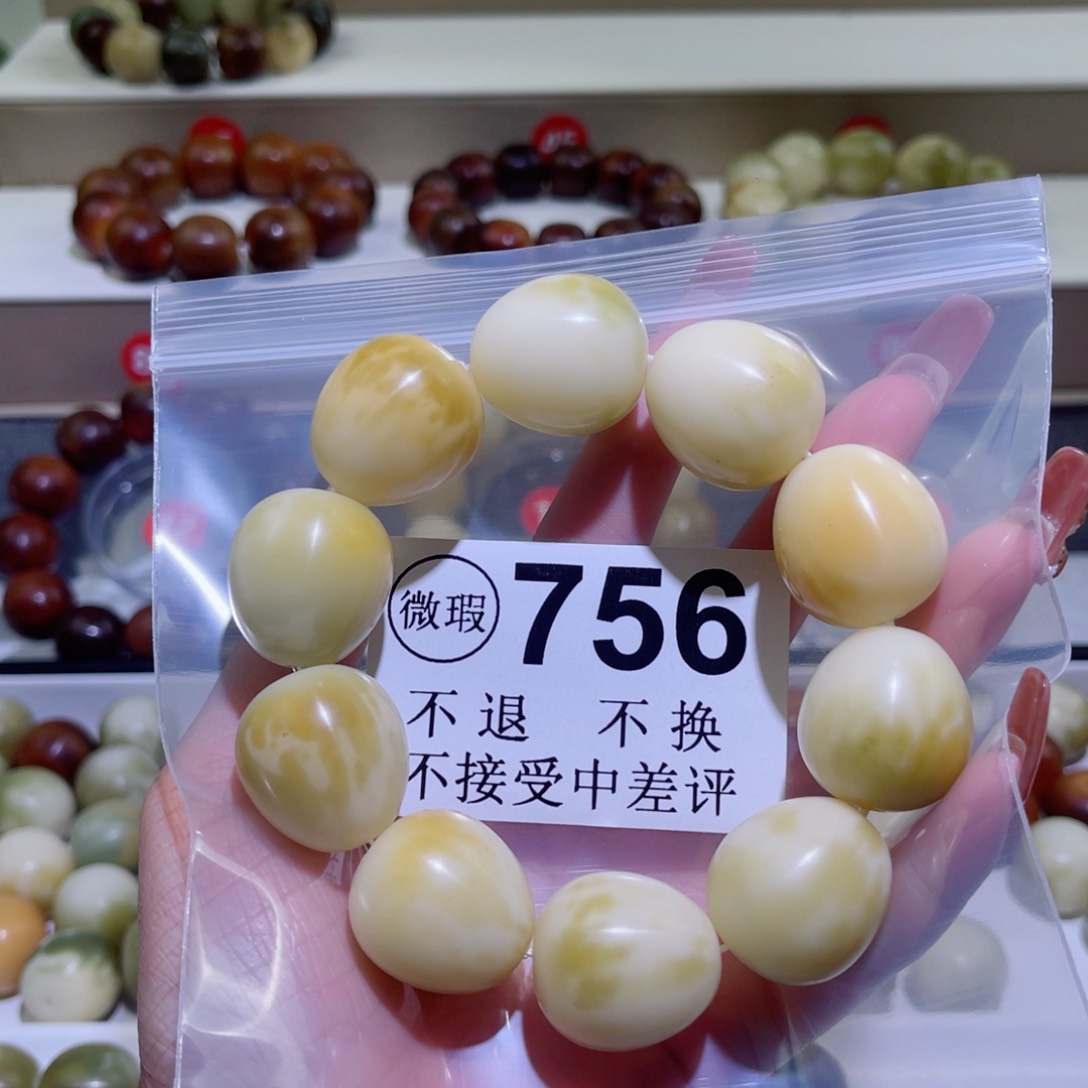 微瑕 756
不退 不换
不接受中差评